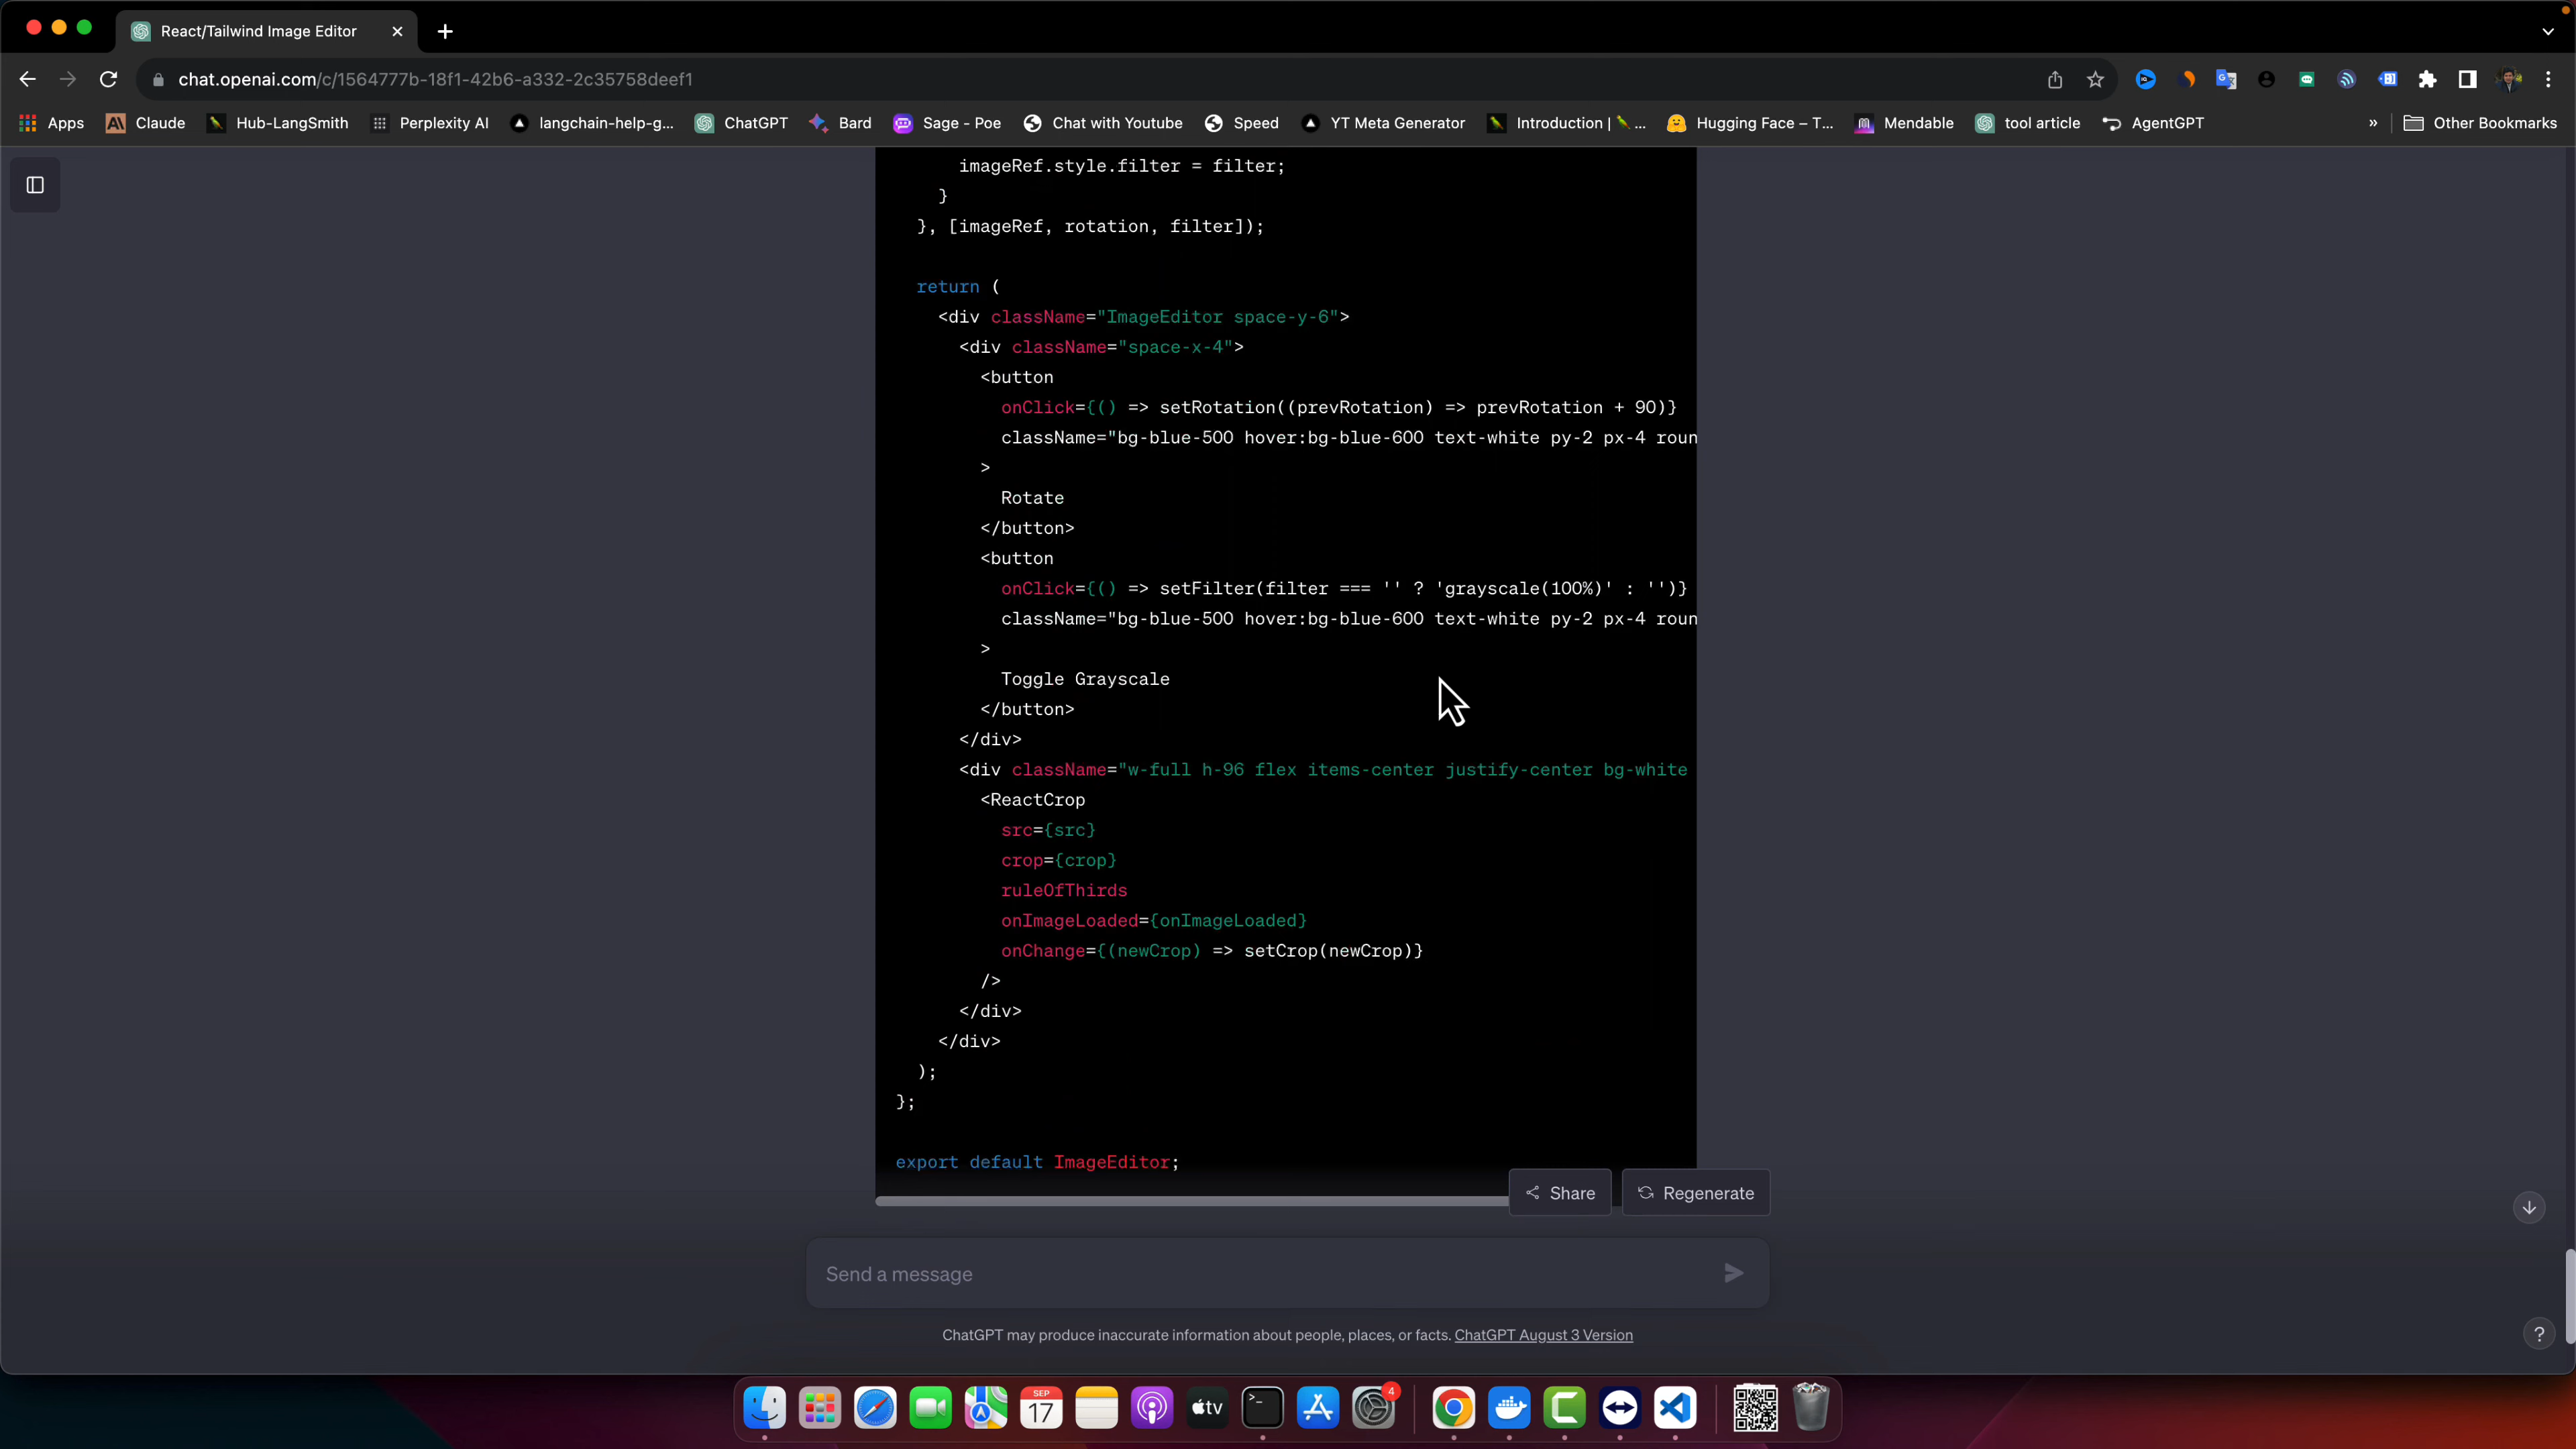 React/Tailwind Image Editor
chat.openai.com/c/1564777b-18f1-42b6-a332-2c35758deef1
Apps Claude Hub-LangSmith Perplexity AI langchain-help-g... ChatGPT Bard Sage - Poe Chat with Youtube Speed YT Meta Generator Introduction | ... Hugging Face – T... Mendable tool article AgentGPT » Other Bookmarks
imageRef.style.filter = filter;
}
}, [imageRef, rotation, filter]);
return (
<div className="ImageEditor space-y-6">
<div className="space-x-4">
<button
onClick={() => setRotation((prevRotation) => prevRotation + 90)}
className="bg-blue-500 hover:bg-blue-600 text-white py-2 px-4 roun
>
Rotate
</button>
<button
onClick={() => setFilter(filter === '' ? 'grayscale(100%)' : '')}
className="bg-blue-500 hover:bg-blue-600 text-white py-2 px-4 roun
>
Toggle Grayscale
</button>
</div>
<div className="w-full h-96 flex items-center justify-center bg-white
<ReactCrop
src={src}
crop={crop}
ruleOfThirds
onImageLoaded={onImageLoaded}
onChange={(newCrop) => setCrop(newCrop)}
/>
</div>
</div>
);
};
export default ImageEditor;
Share Regenerate
Send a message
ChatGPT may produce inaccurate information about people, places, or facts. ChatGPT August 3 Version
?
SEP
17
tv
4